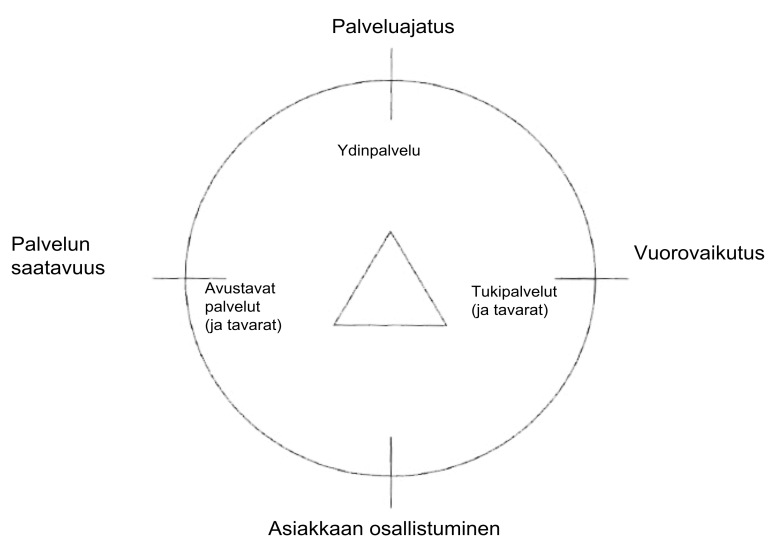 Palveluajatus
Ydinpalvelu
Palvelun
saatavuus
Vuorovaikutus
Avustavat
palvelut
(ja tavarat)
Tukipalvelut
(ja tavarat)
Asiakkaan osallistuminen